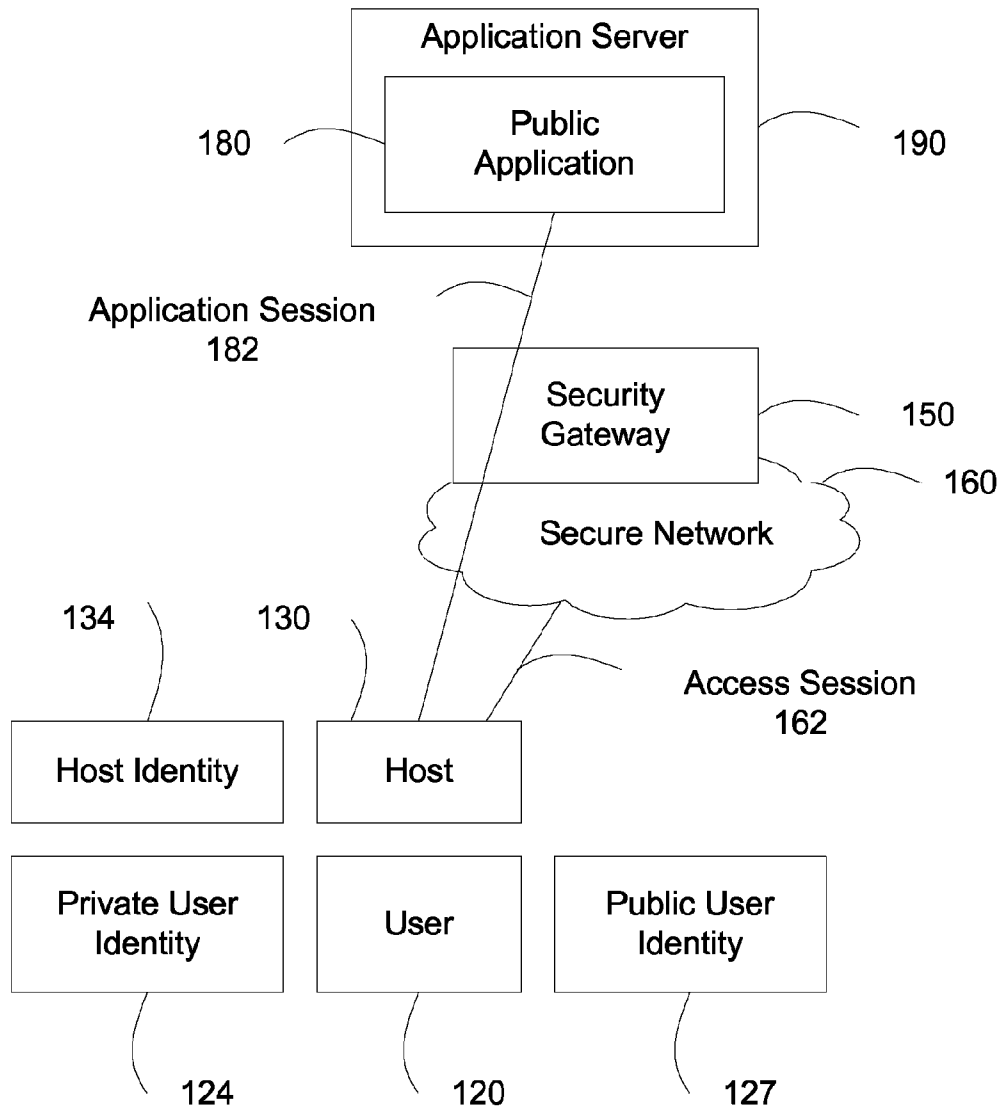 Application Server
Public
Application
180
190
Application Session
182
Security
Gateway
150
160
Secure Network
134
130
Access Session
162
Host Identity
Host
Private User
Identity
User
Public User
Identity
124
120
127